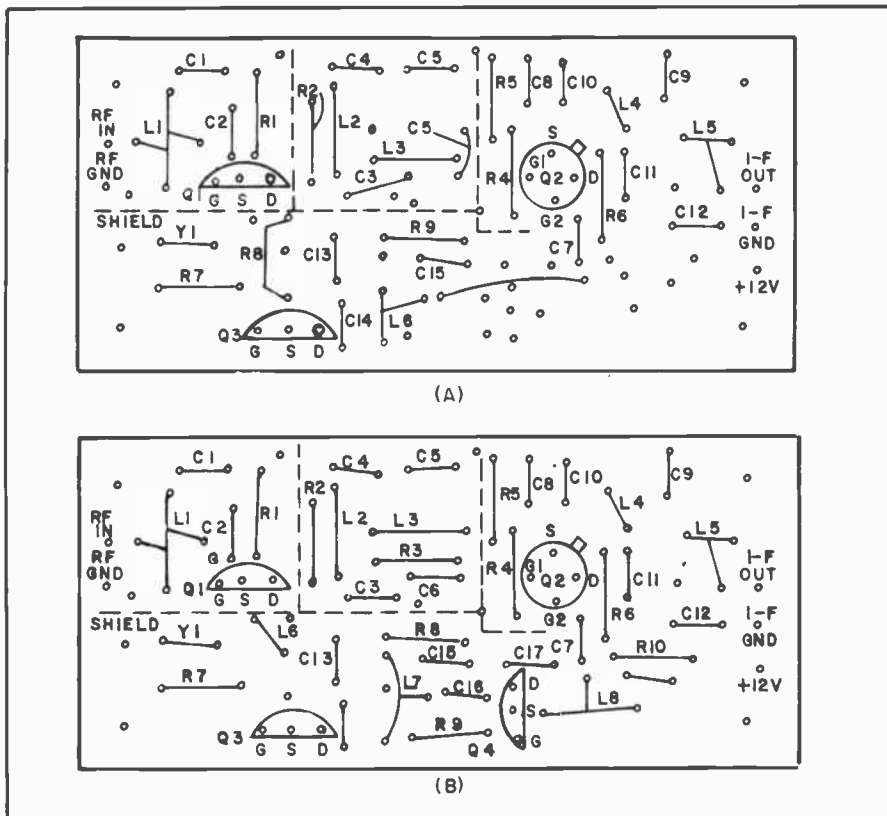 C1 C4 C5 R5 C8 C10 C9
RF IN L1 C2 R1 R2 L2 L3 C5 L4 L5
RF GND C3 R4 S G1 Q2 D G2 R6 C11 I-F OUT
Q G S D C12 I-F GND
SHIELD
Y1 R8 C13 R9 C15 C7 +12V
R7
Q3 G S D C14 L6
(A)
C1 C4 C5 R5 C8 C10 C9
RF IN L1 C2 R1 R2 L2 L3 L4 L5
RF GND G R3 R4 S G1 Q2 D G2 R6 C11 I-F OUT
Q1 G S D C3 C6 C12 I-F GND
SHIELD
Y1 L6 C13 R8 C15 C17 C7 R10 +12V
R7 L7 C16 D S G L8
Q3 G S D R9 Q4
(B)